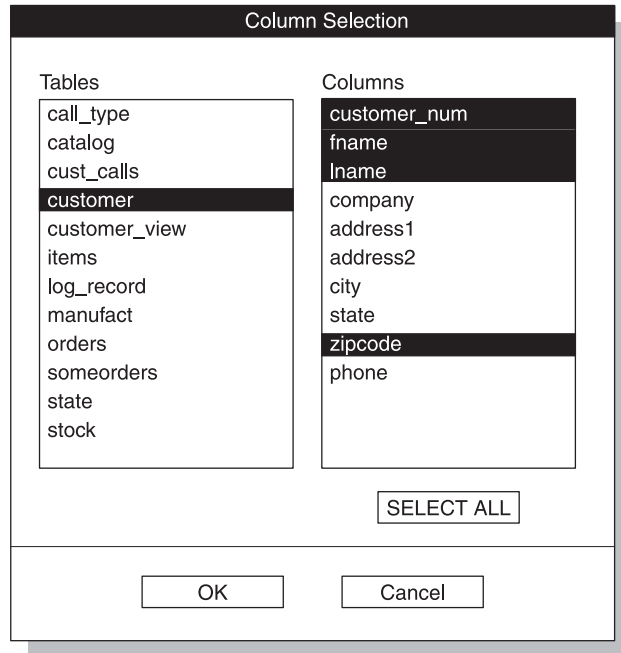 Column Selection
Tables
call_type
catalog
cust_calls
customer
customer_view
items
log_record
manufact
orders
someorders
state
stock
Columns
customer_num
fname
lname
company
address1
address2
city
state
zipcode
phone
SELECT ALL
OK
Cancel